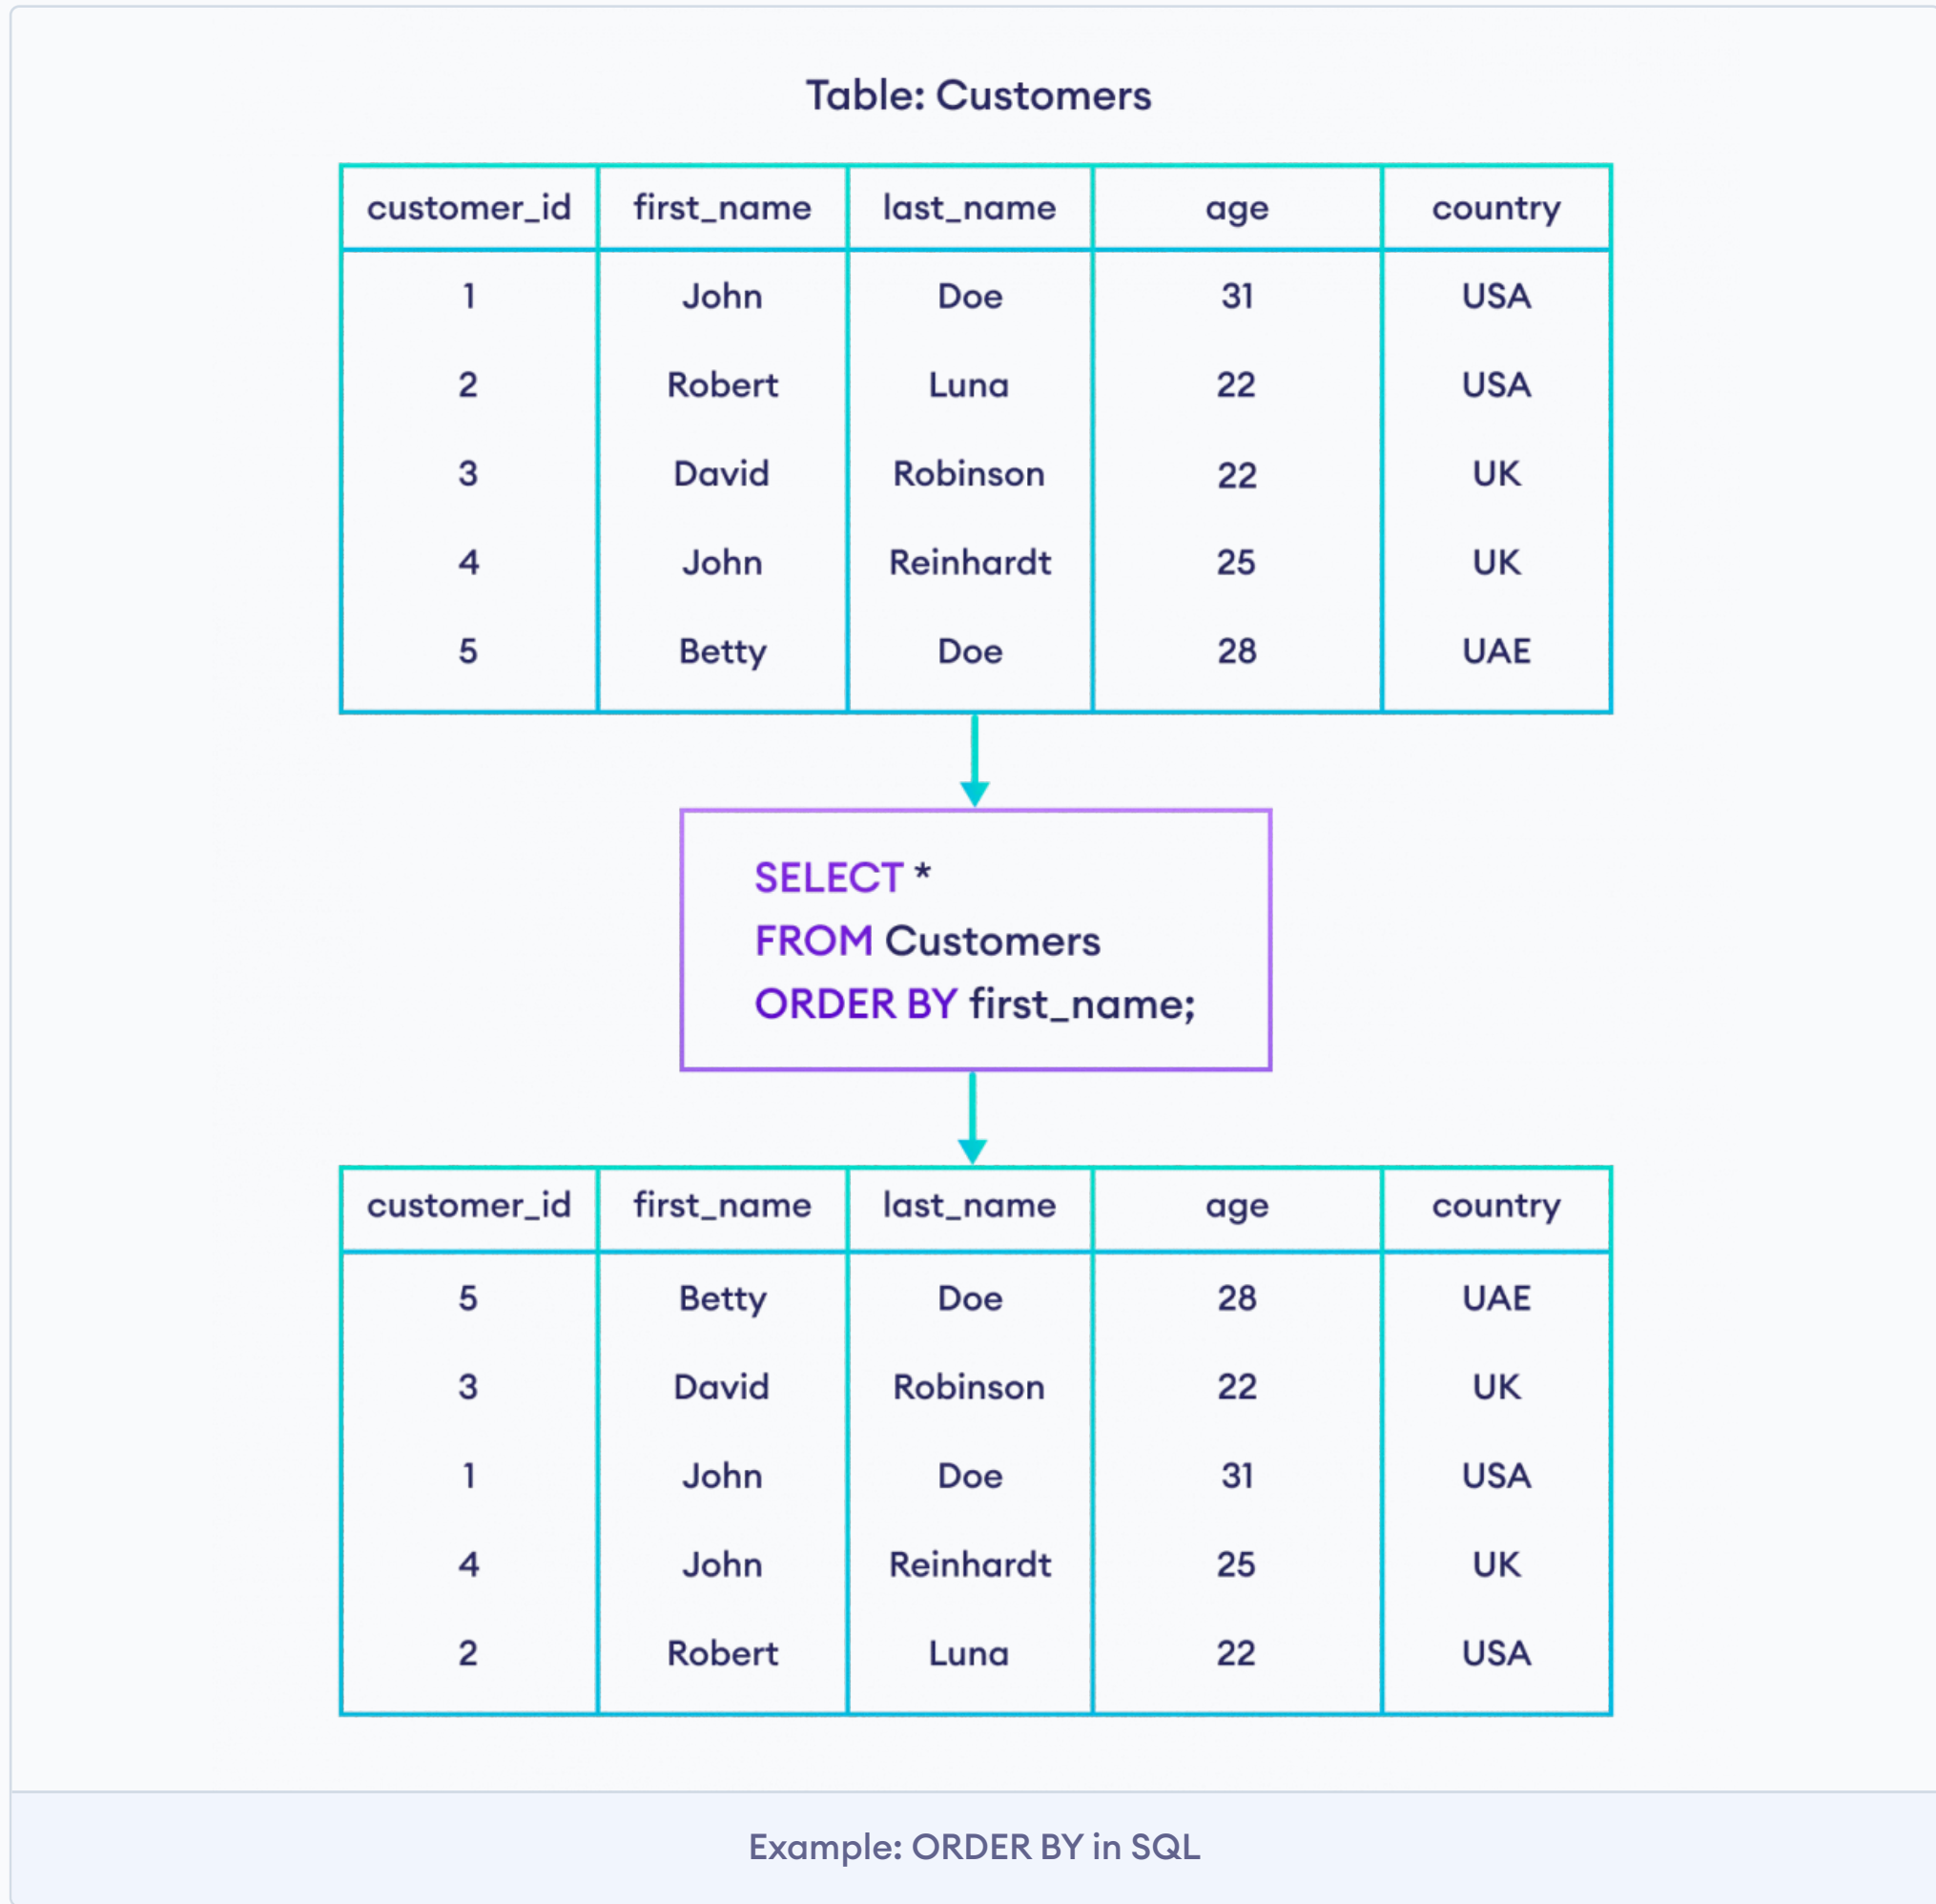 Table: Customers
customer_id first_name last_name age country
1 John Doe 31 USA
2 Robert Luna 22 USA
3 David Robinson 22 UK
4 John Reinhardt 25 UK
5 Betty Doe 28 UAE
SELECT *
FROM Customers
ORDER BY first_name;
customer_id first_name last_name age country
5 Betty Doe 28 UAE
3 David Robinson 22 UK
1 John Doe 31 USA
4 John Reinhardt 25 UK
2 Robert Luna 22 USA
Example: ORDER BY in SQL